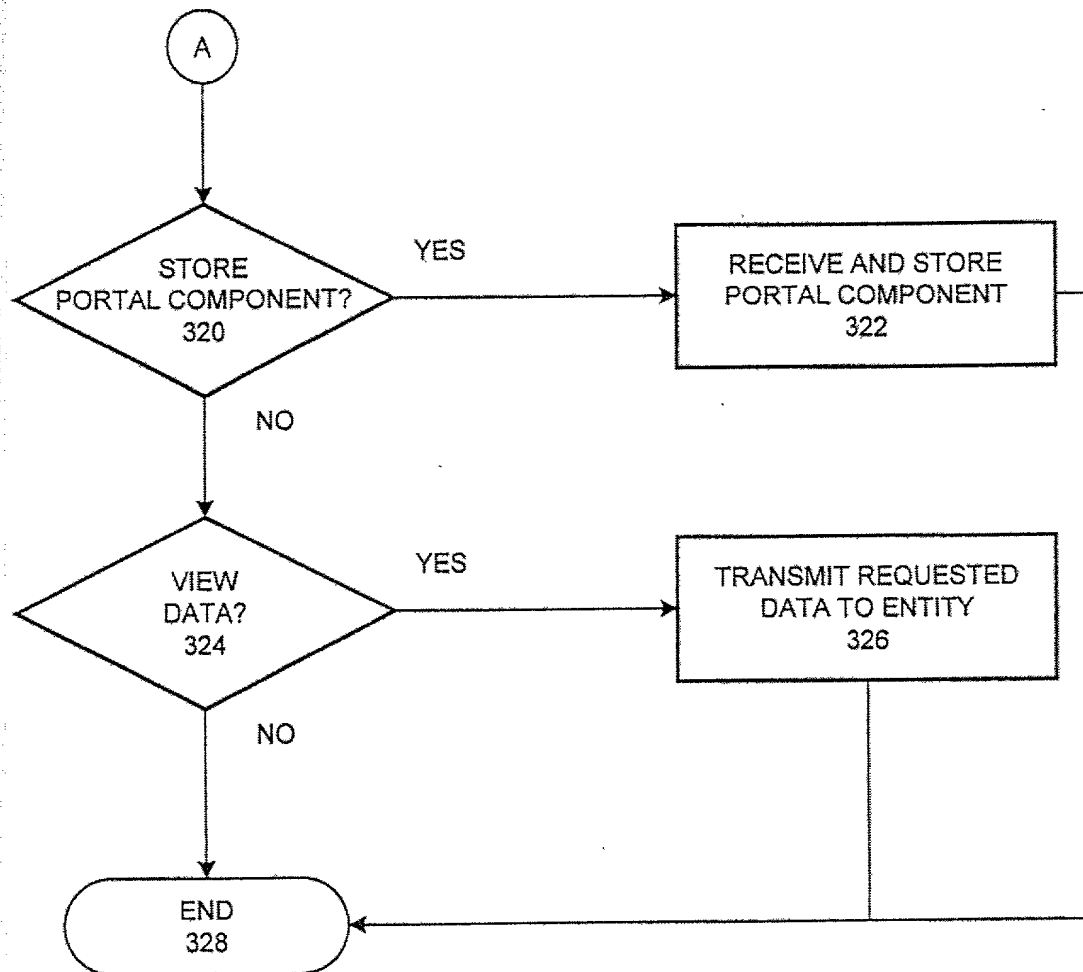 A
STORE
PORTAL COMPONENT?
320
YES
RECEIVE AND STORE
PORTAL COMPONENT
322
NO
VIEW
DATA?
324
YES
TRANSMIT REQUESTED
DATA TO ENTITY
326
NO
END
328